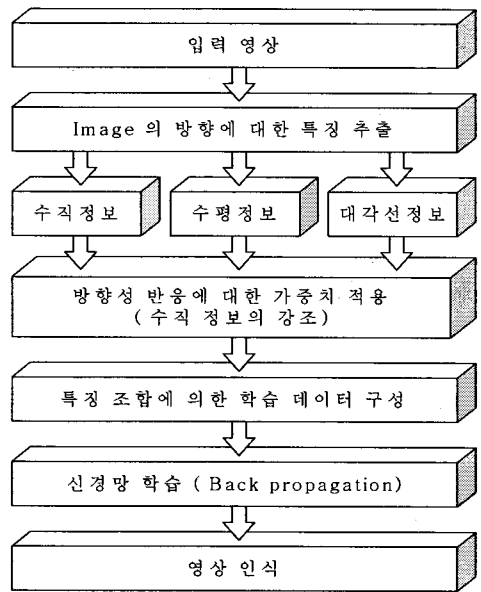 입력 영상
Image 의 방향에 대한 특징 추출
수직정보
수평정보
대각선정보
방향성 반응에 대한 가중치 적용
( 수직 정보의 강조 )
특징 조합에 의한 학습 데이터 구성
신경망 학습 ( Back propagation)
영상 인식